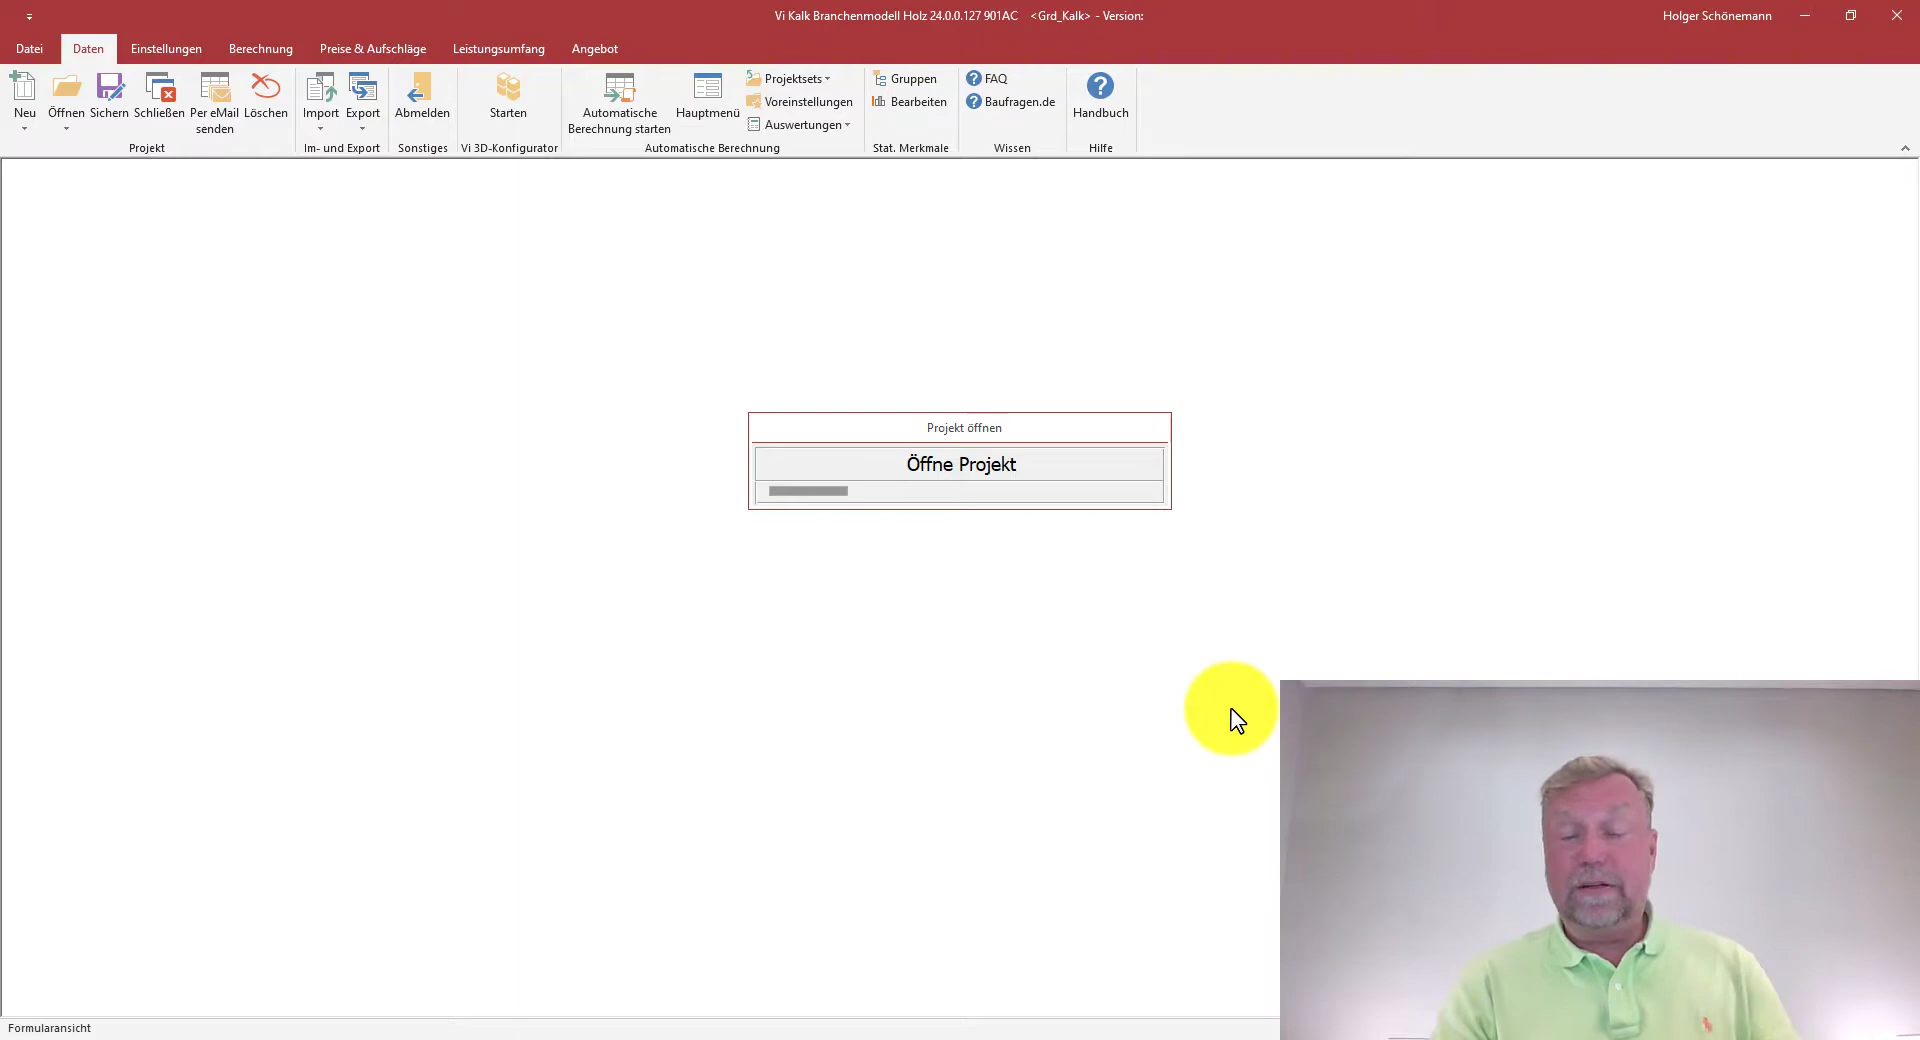 Vi Kalk Branchenmodell Holz 24.0.0.127 901AC <Grd_Kalk> - Version:
Holger Schönemann
Datei Daten Einstellungen Berechnung Preise & Aufschläge Leistungsumfang Angebot
Neu
Öffnen
Sichern
Schließen
Per eMail
senden
Löschen
Projekt
Import
Export
Im- und Export
Abmelden
Sonstiges
Starten
Vi 3D-Konfigurator
Automatische
Berechnung starten
Hauptmenü
Projektsets
Voreinstellungen
Auswertungen
Automatische Berechnung
Gruppen
Bearbeiten
Stat. Merkmale
FAQ
Baufragen.de
Wissen
Handbuch
Hilfe
Projekt öffnen
Öffne Projekt
Formularansicht